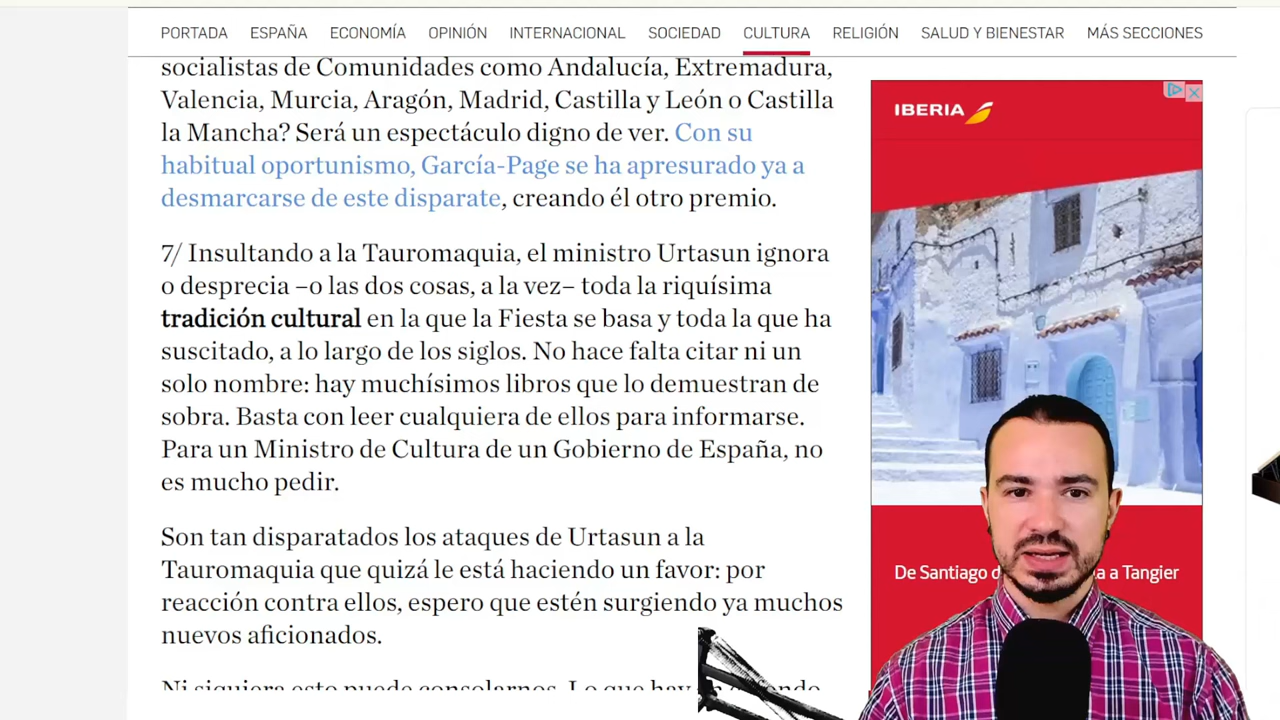 PORTADA ESPAÑA ECONOMÍA OPINIÓN INTERNACIONAL SOCIEDAD CULTURA RELIGIÓN SALUD Y BIENESTAR MÁS SECCIONES
socialistas de Comunidades como Andalucía, Extremadura,
Valencia, Murcia, Aragón, Madrid, Castilla y León o Castilla
la Mancha? Será un espectáculo digno de ver. Con su
habitual oportunismo, García-Page se ha apresurado ya a
desmarcarse de este disparate, creando él otro premio.
7/ Insultando a la Tauromaquia, el ministro Urtasun ignora
o desprecia –o las dos cosas, a la vez– toda la riquísima
tradición cultural en la que la Fiesta se basa y toda la que ha
suscitado, a lo largo de los siglos. No hace falta citar ni un
solo nombre: hay muchísimos libros que lo demuestran de
sobra. Basta con leer cualquiera de ellos para informarse.
Para un Ministro de Cultura de un Gobierno de España, no
es mucho pedir.
Son tan disparatados los ataques de Urtasun a la
Tauromaquia que quizá le está haciendo un favor: por
reacción contra ellos, espero que estén surgiendo ya muchos
nuevos aficionados.
Ni siquiera esto puede consolarnos. Lo que hay
IBERIA
De Santiago a Tangier